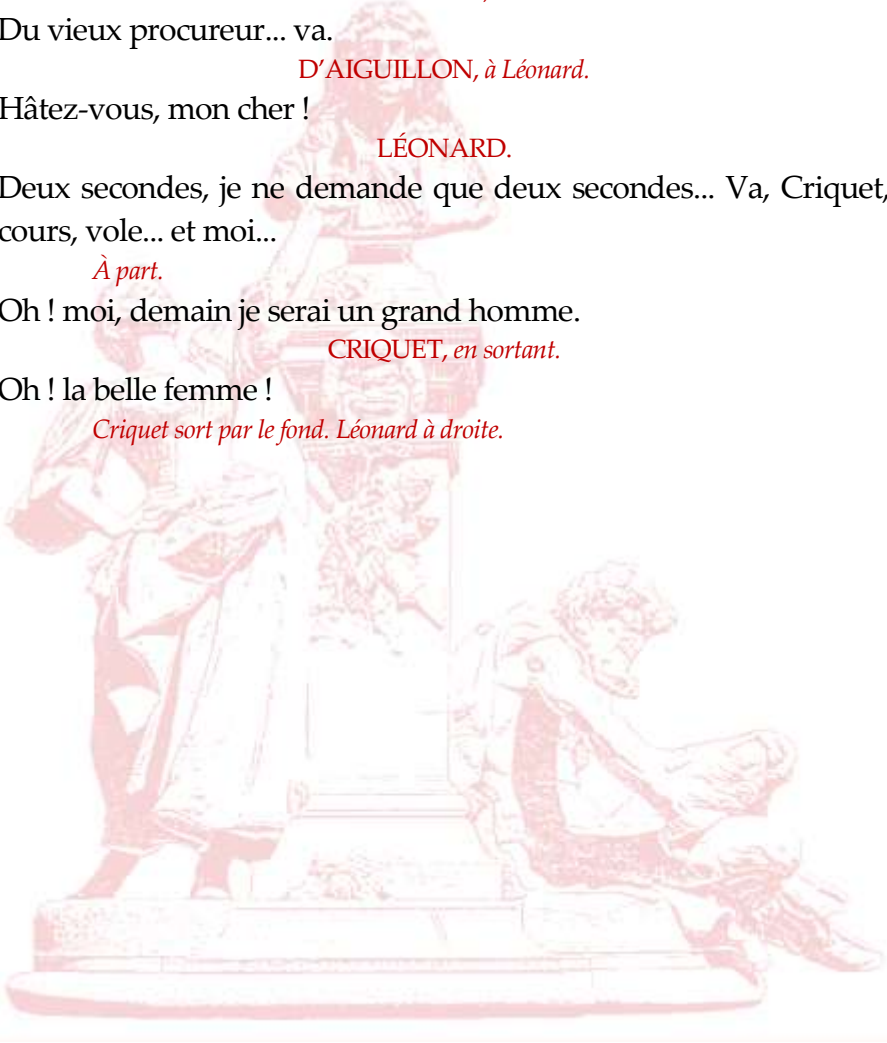 Du vieux procureur... va.
D’AIGUILLON, à Léonard.
Hâtez-vous, mon cher !
LÉONARD.
Deux secondes, je ne demande que deux secondes... Va, Criquet,
cours, vole... et moi...
À part.
Oh ! moi, demain je serai un grand homme.
CRIQUET, en sortant.
Oh ! la belle femme !
Criquet sort par le fond. Léonard à droite.